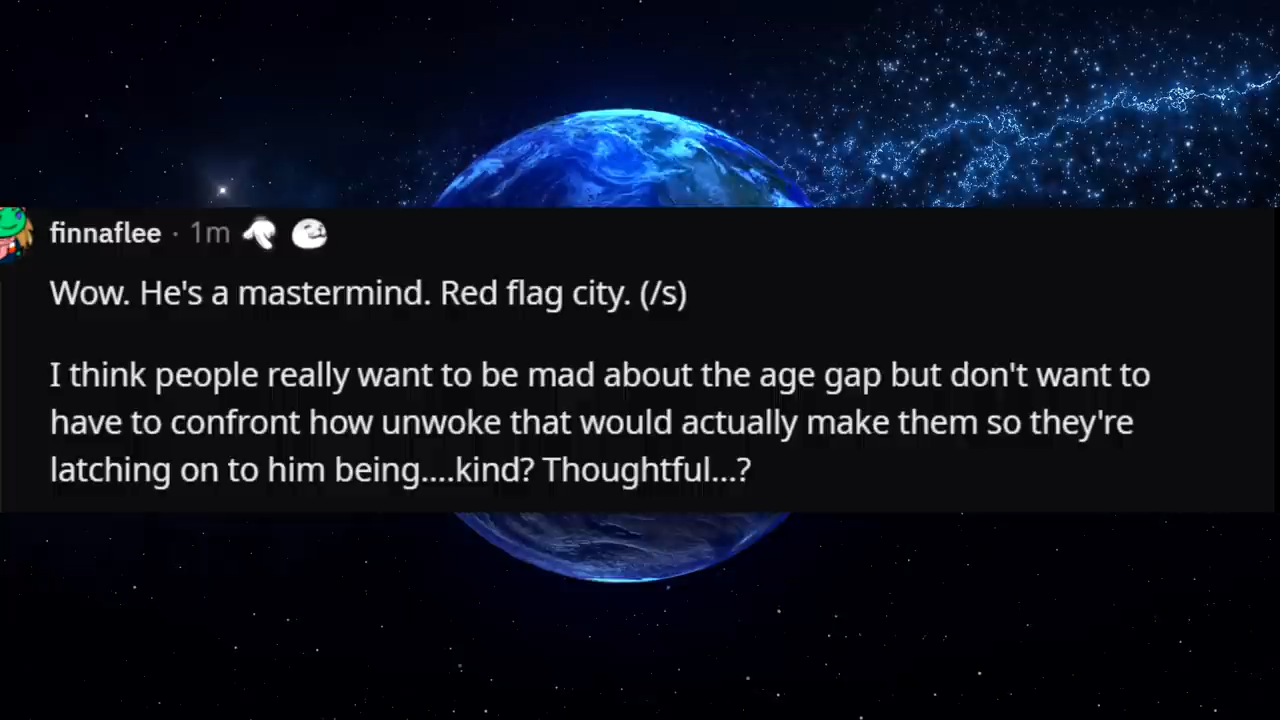 finnaflee · 1m
Wow. He's a mastermind. Red flag city. (/s)
I think people really want to be mad about the age gap but don't want to
have to confront how unwoke that would actually make them so they're
latching on to him being....kind? Thoughtful...?